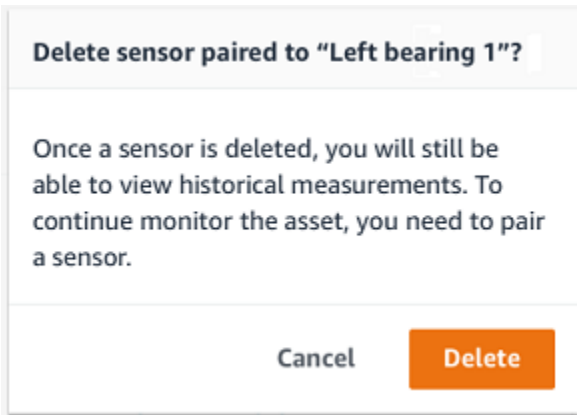 Delete sensor paired to “Left bearing 1”?
Once a sensor is deleted, you will still be
able to view historical measurements. To
continue monitor the asset, you need to pair
a sensor.
Cancel
Delete